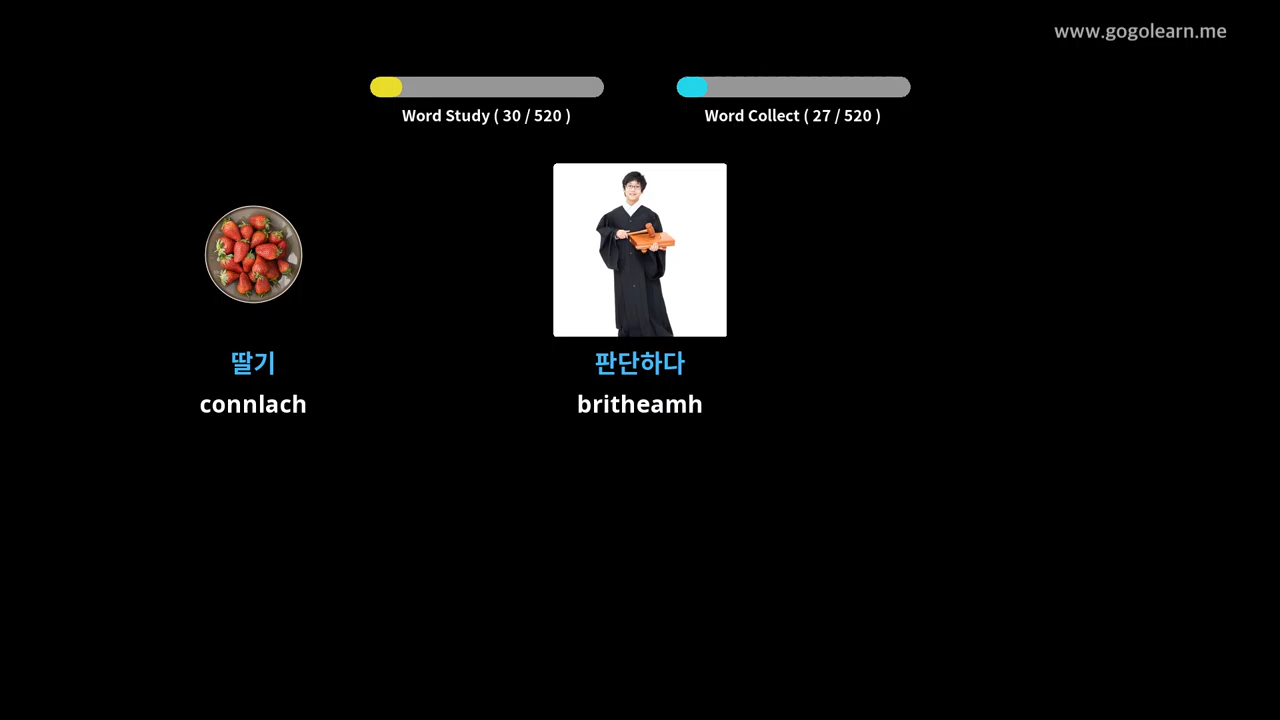 www.gogolearn.me
Word Study ( 30 / 520 )
Word Collect ( 27 / 520 )
딸기
판단하다
connlach
britheamh